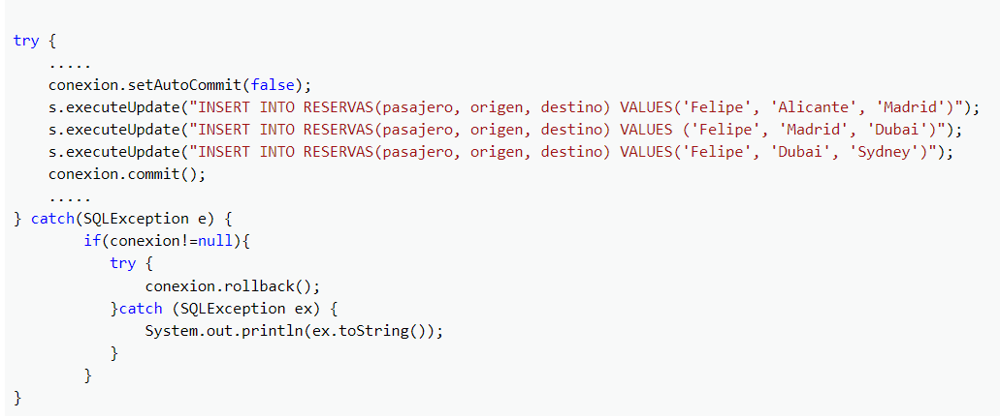 try {
.....
conexion.setAutoCommit(false);
s.executeUpdate("INSERT INTO RESERVAS(pasajero, origen, destino) VALUES('Felipe', 'Alicante', 'Madrid')");
s.executeUpdate("INSERT INTO RESERVAS(pasajero, origen, destino) VALUES ('Felipe', 'Madrid', 'Dubai')");
s.executeUpdate("INSERT INTO RESERVAS(pasajero, origen, destino) VALUES('Felipe', 'Dubai', 'Sydney')");
conexion.commit();
.....
} catch(SQLException e) {
if(conexion!=null){
try {
conexion.rollback();
}catch (SQLException ex) {
System.out.println(ex.toString());
}
}
}